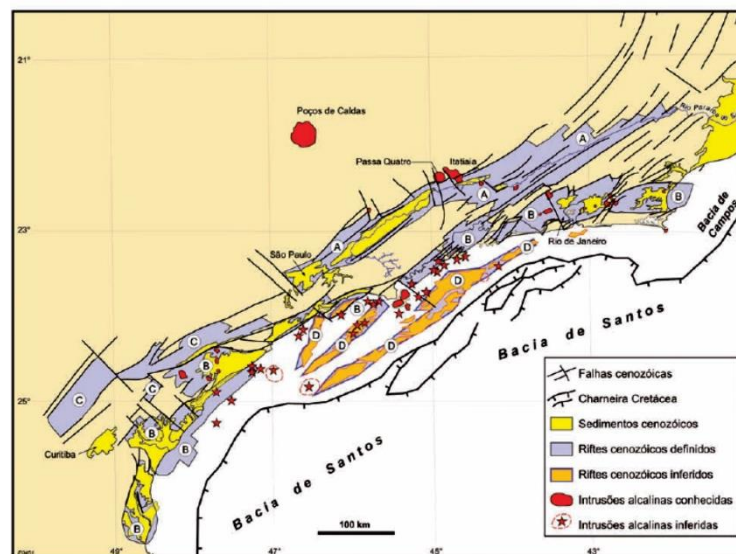 21°
Poços de Caldas
Passa Quatro
Itatiaia
A
A
A
B
B
B
23°
São Paulo
Rio de Janeiro
Bacia de Campos
D
D
D
D
D
B
C
C
C
B
B
B
B
25°
Curitiba
Bacia de Santos
Bacia de Santos
100 km
47°
45°
43°
Falhas cenozóicas
Charneira Cretácea
Sedimentos cenozóicos
Riftes cenozóicos definidos
Riftes cenozóicos inferidos
Intrusões alcalinas conhecidas
Intrusões alcalinas inferidas